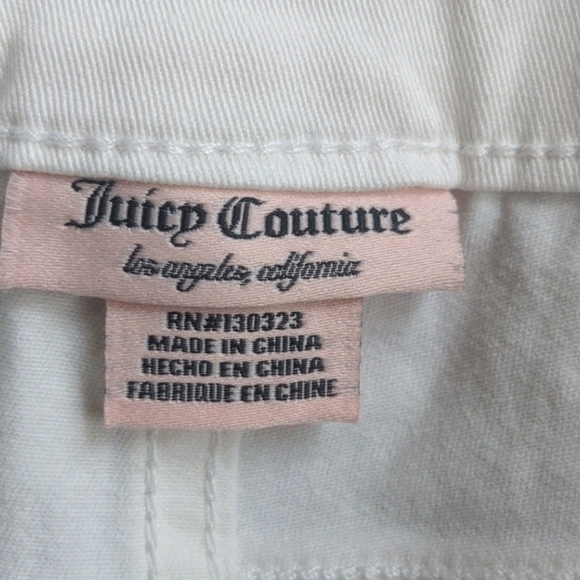 Juicy Couture
los angeles, california
RN#130323
MADE IN CHINA
HECHO EN CHINA
FABRIQUE EN CHINE